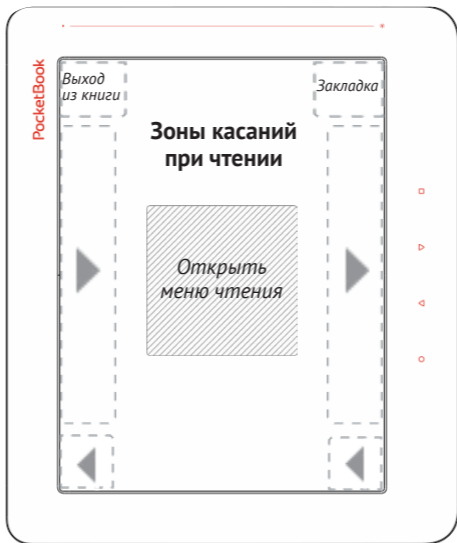 PocketBook
Выход
из книги
Закладка
Зоны касаний
при чтении
Открыть
меню чтения